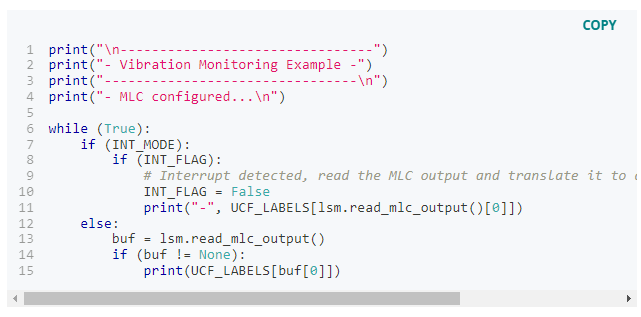 COPY
1 print("\n--------------------------------")
2 print("- Vibration Monitoring Example -")
3 print("--------------------------------\n")
4 print("- MLC configured...\n")
5
6 while (True):
7     if (INT_MODE):
8         if (INT_FLAG):
9             # Interrupt detected, read the MLC output and translate it to
10             INT_FLAG = False
11             print("-", UCF_LABELS[lsm.read_mlc_output()[0]])
12     else:
13         buf = lsm.read_mlc_output()
14         if (buf != None):
15             print(UCF_LABELS[buf[0]])